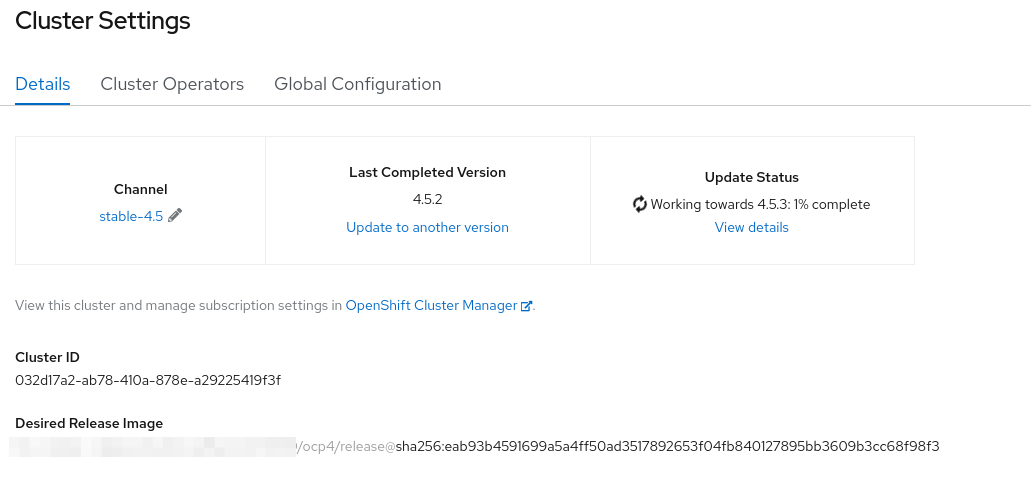 Cluster Settings
Details Cluster Operators Global Configuration
Channel
stable-4.5
Last Completed Version
4.5.2
Update to another version
Update Status
Working towards 4.5.3: 1% complete
View details
View this cluster and manage subscription settings in OpenShift Cluster Manager.
Cluster ID
032d17a2-ab78-410a-878e-a29225419f3f
Desired Release Image
/ocp4/release@sha256:eab93b4591699a5a4ff50ad3517892653f04fb840127895bb3609b3cc68f98f3